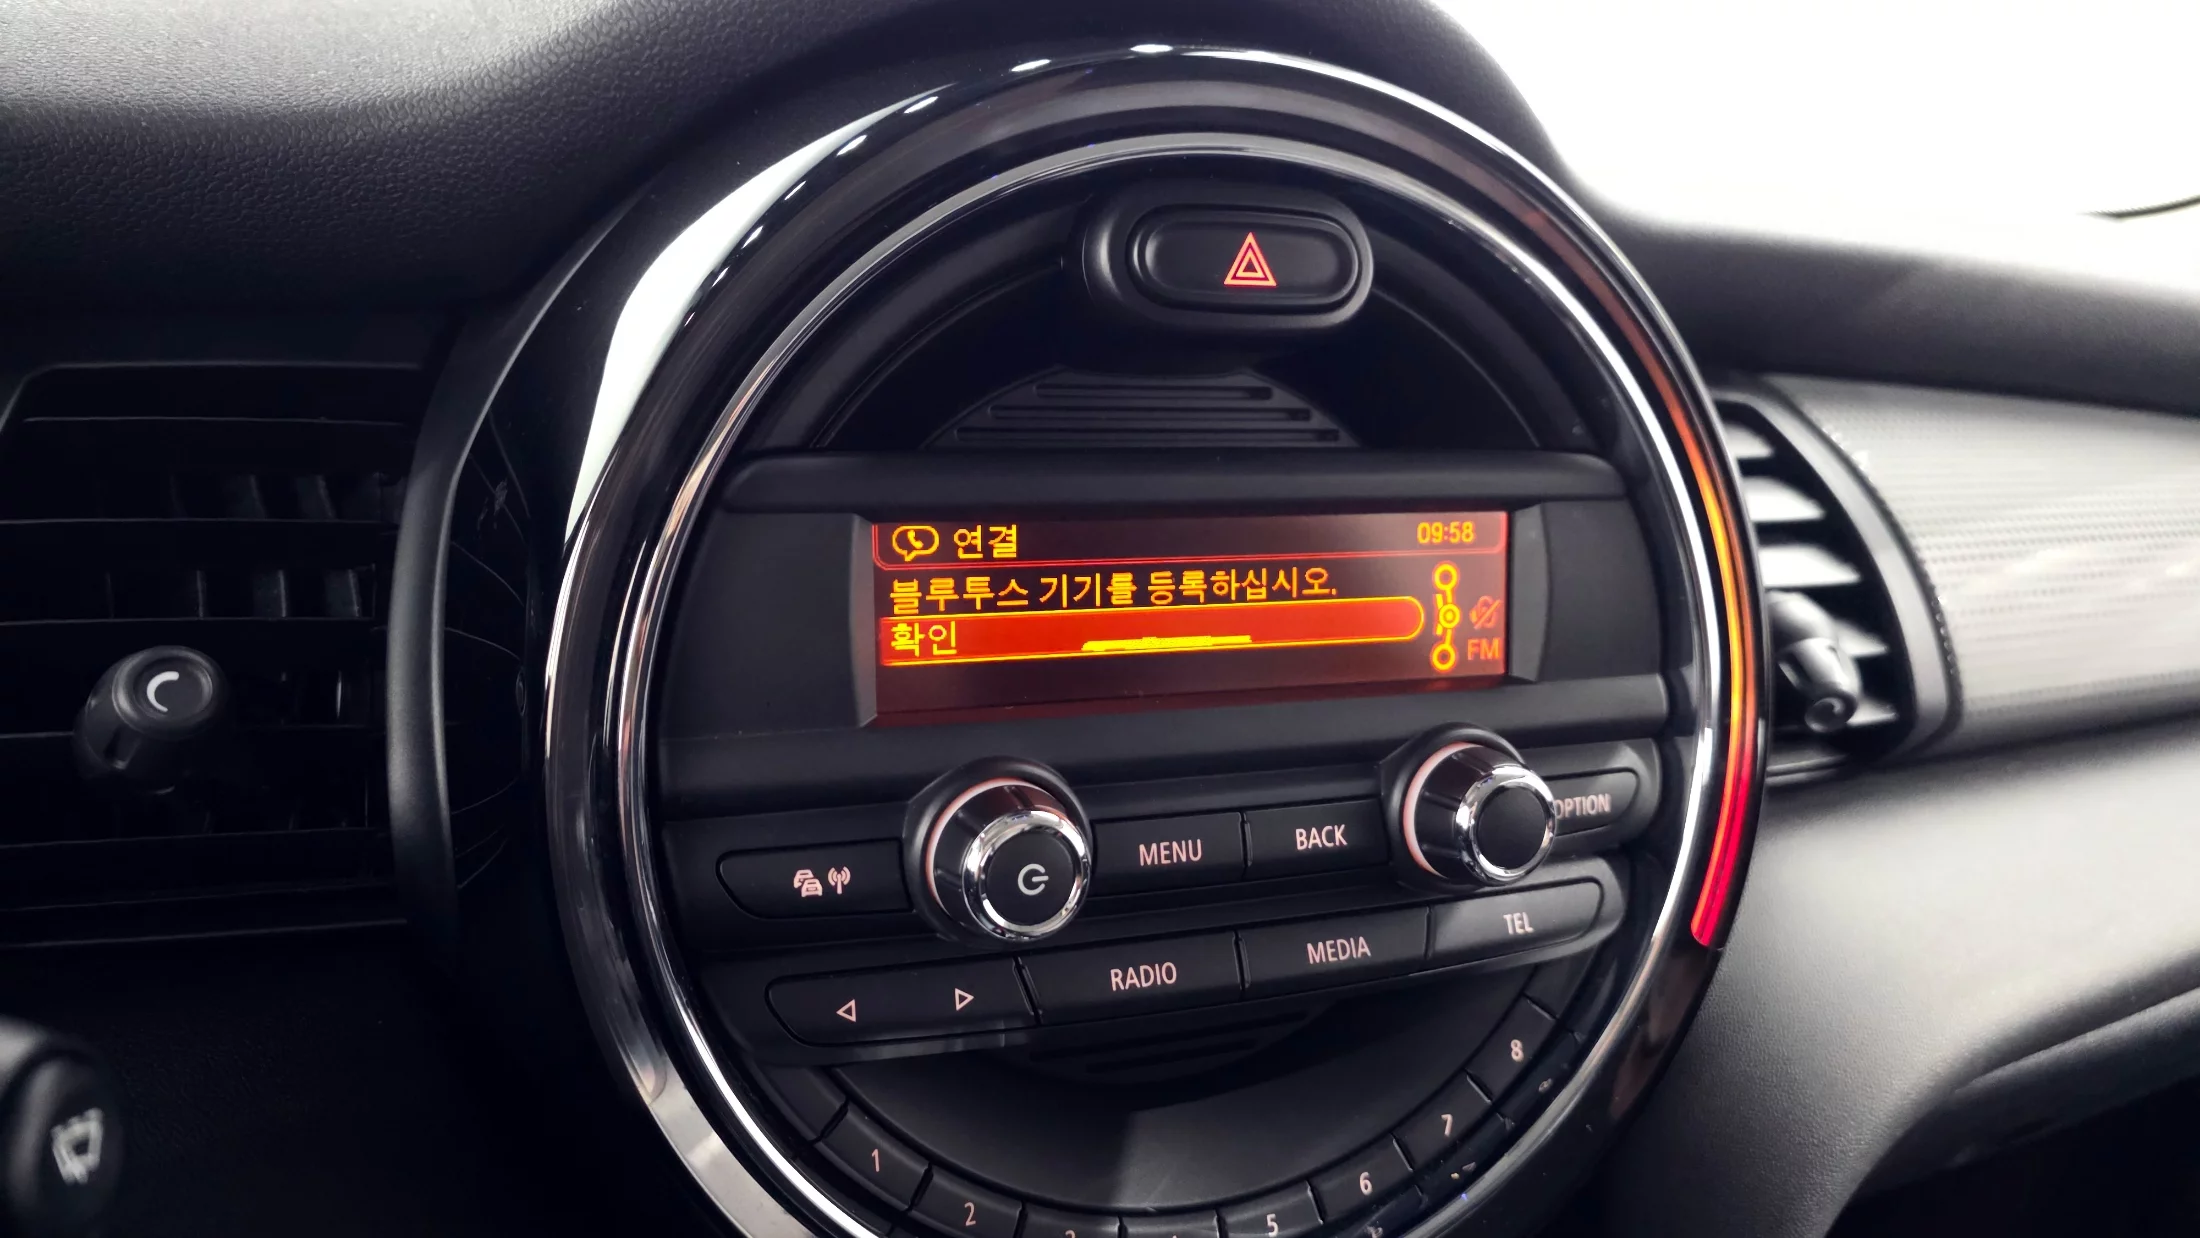 연결 09:58
블루투스 기기를 등록하십시오.
확인
FM
MENU BACK OPTION
RADIO MEDIA TEL
1 2 5 6 7 8